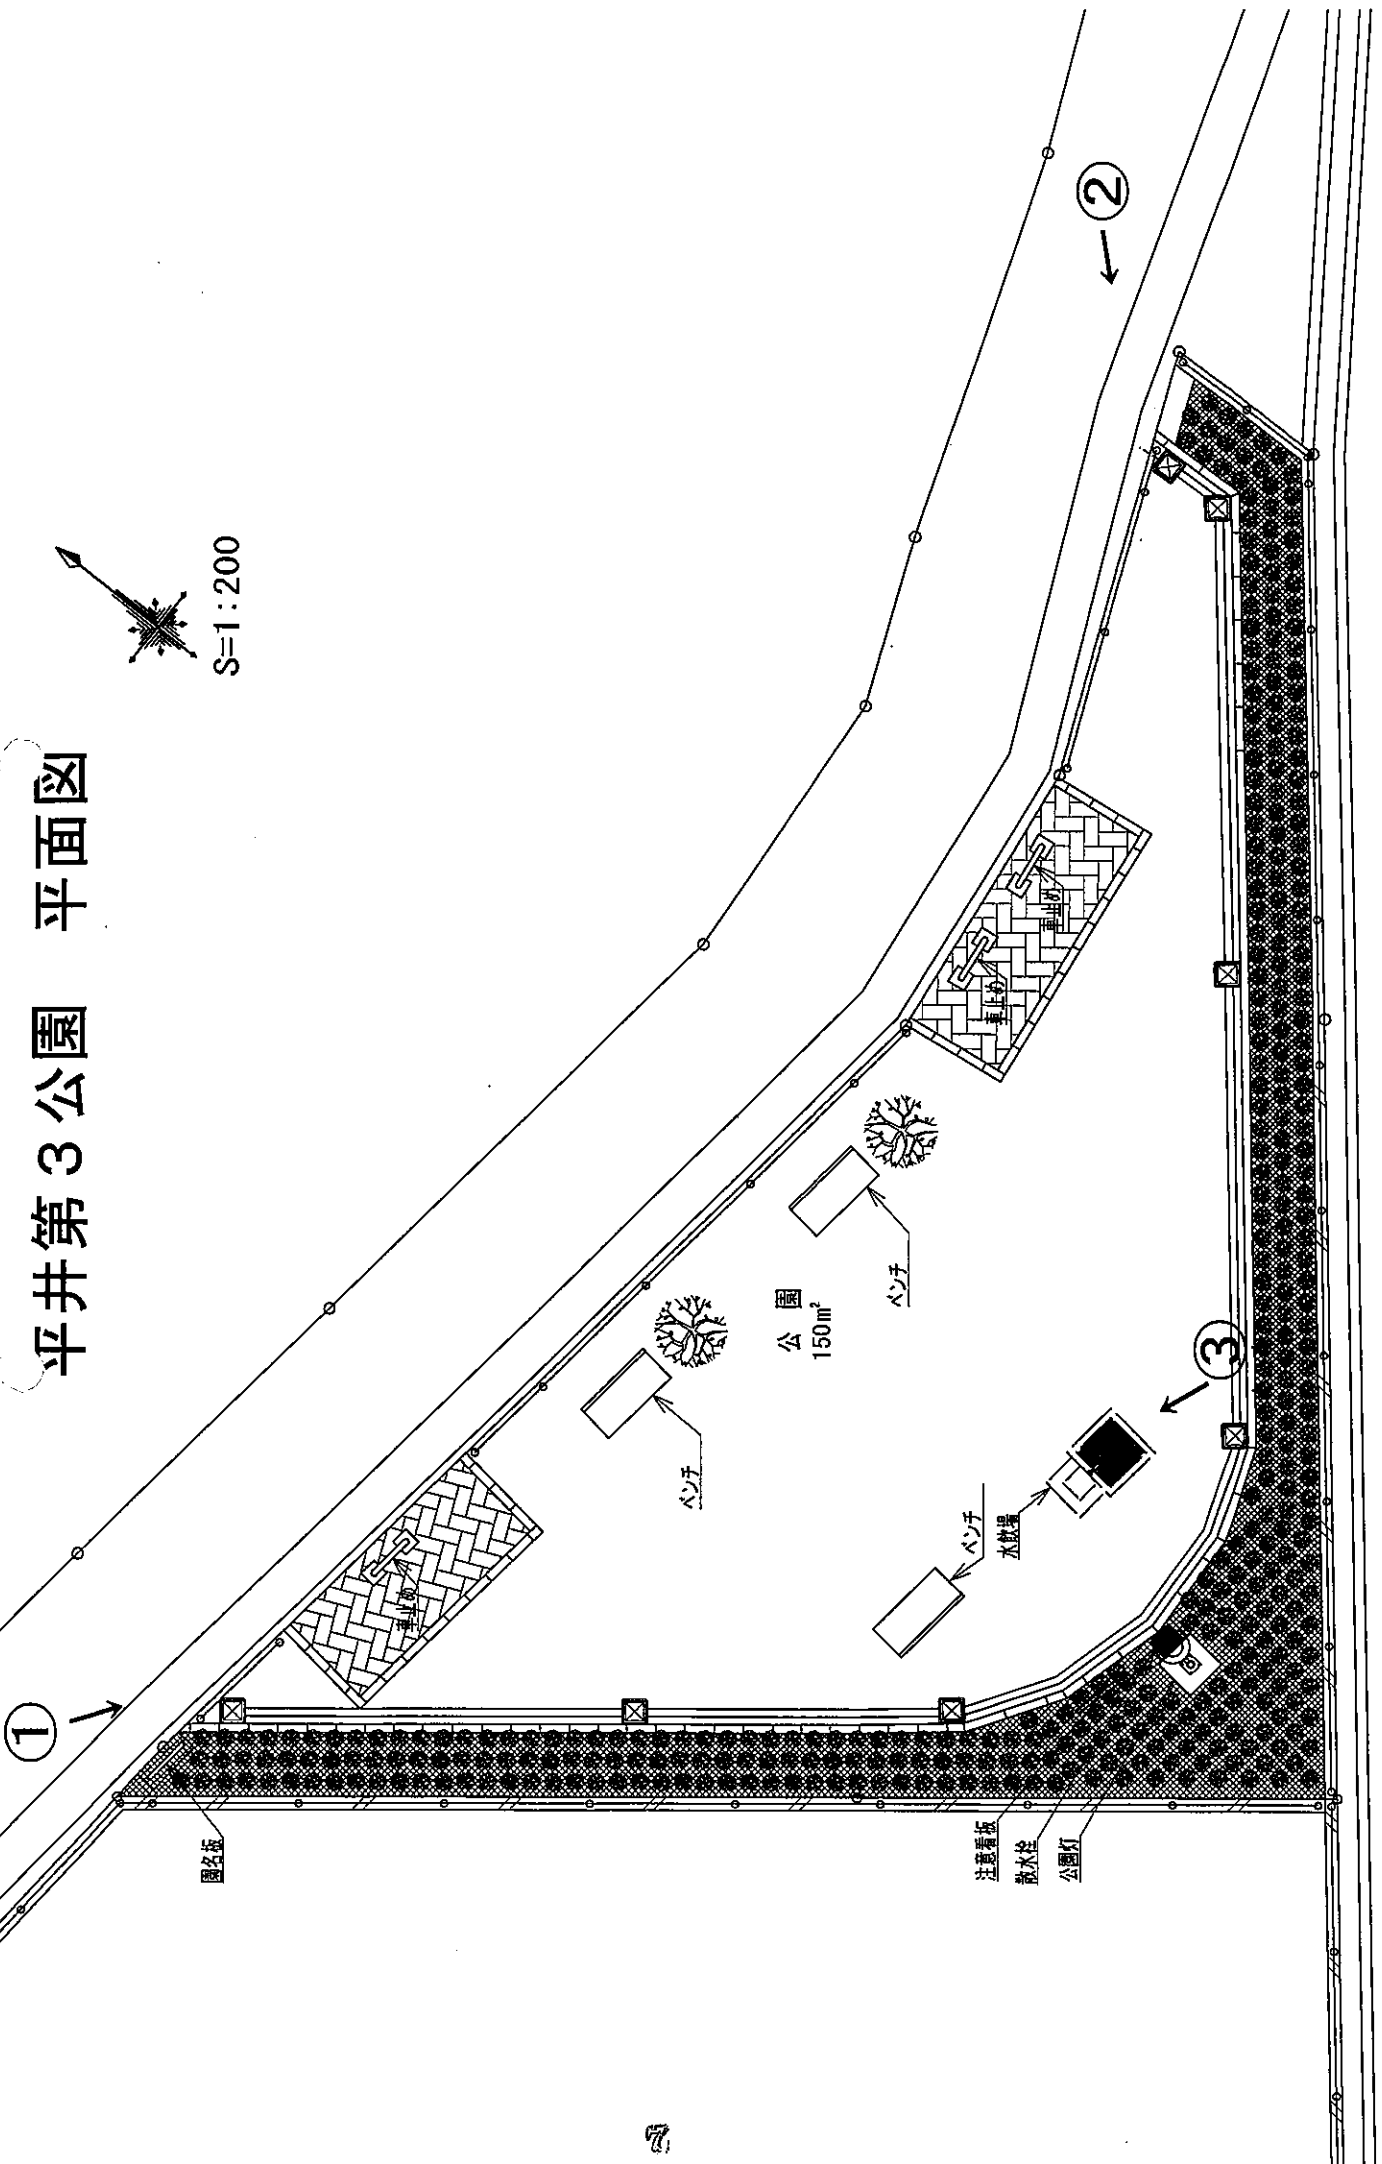 平井第3公園　平面図
S=1:200
①
②
③
園名板
車止め
車止め
車止め
ベンチ
ベンチ
公　園
150m²
ベンチ
水飲場
注意看板
散水栓
公園灯